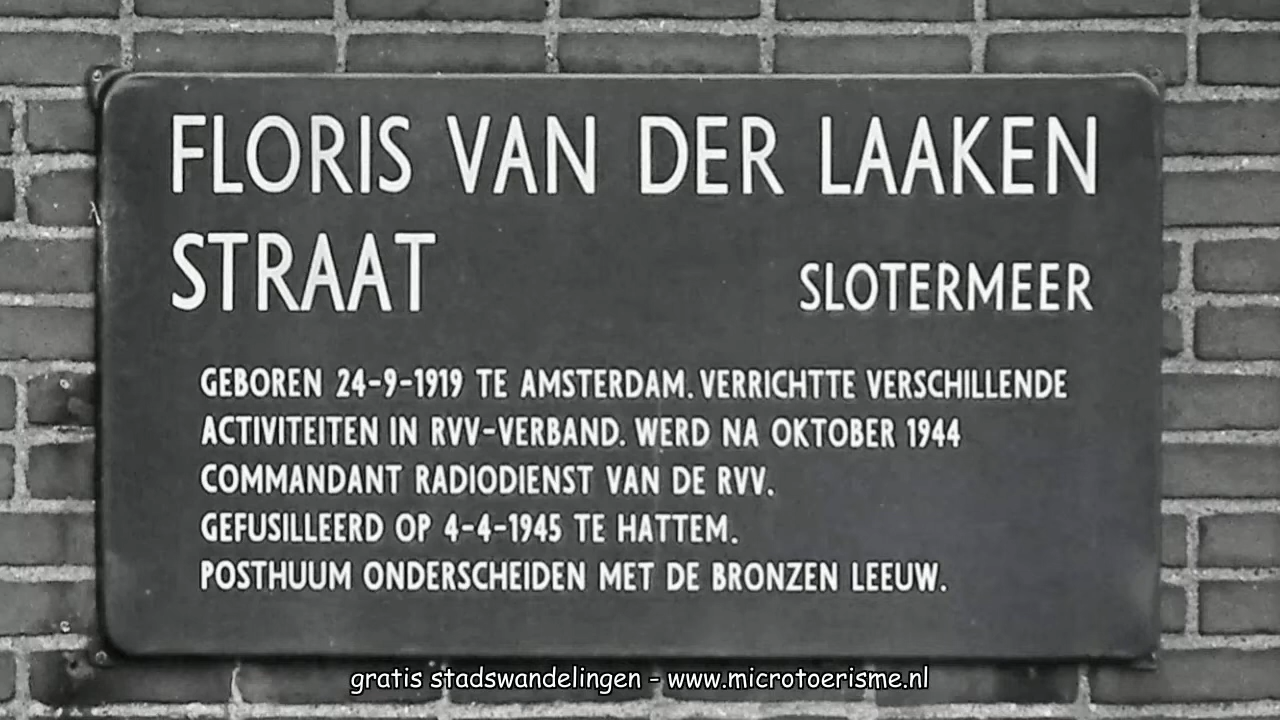 FLORIS VAN DER LAAKEN
STRAAT SLOTERMEER
GEBOREN 24-9-1919 TE AMSTERDAM. VERRICHTTE VERSCHILLENDE
ACTIVITEITEN IN RVV-VERBAND. WERD NA OKTOBER 1944
COMMANDANT RADIODIENST VAN DE RVV.
GEFUSILLEERD OP 4-4-1945 TE HATTEM.
POSTHUUM ONDERSCHEIDEN MET DE BRONZEN LEEUW.
gratis stadswandelingen - www.microtoerisme.nl